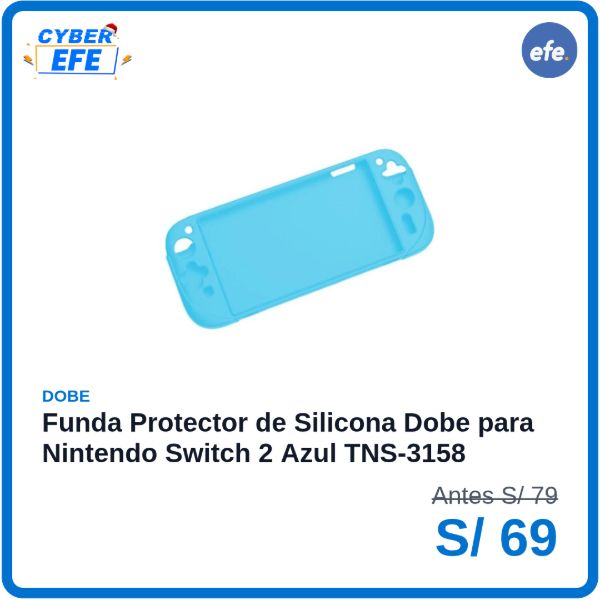 CYBER
EFE
efe.
DOBE
Funda Protector de Silicona Dobe para
Nintendo Switch 2 Azul TNS-3158
Antes S/ 79
S/ 69